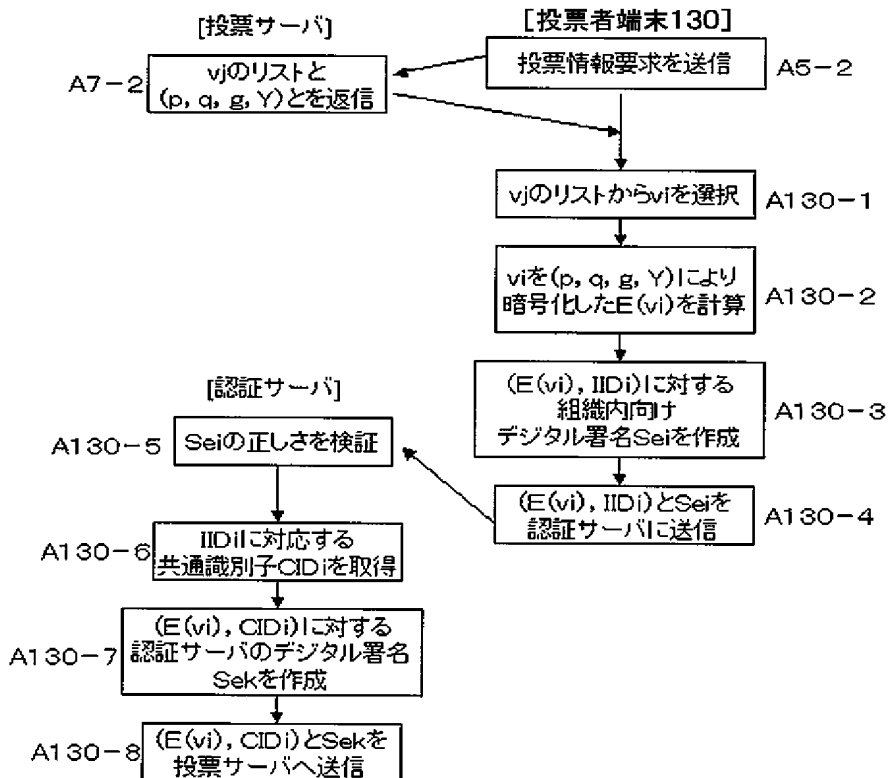 [投票サーバ]
[投票者端末130]
投票情報要求を送信
A5-2
A7-2
vjのリストと
(p, q, g, Y)とを返信
vjのリストからviを選択
A130-1
viを(p, q, g, Y)により
暗号化したE(vi)を計算
A130-2
(E(vi), IIDi)に対する
組織内向け
デジタル署名Seiを作成
A130-3
(E(vi), IIDi)とSeiを
認証サーバに送信
A130-4
[認証サーバ]
A130-5
Seiの正しさを検証
A130-6
IIDiに対応する
共通識別子CIDiを取得
A130-7
(E(vi), CIDi)に対する
認証サーバのデジタル署名
Sekを作成
A130-8
(E(vi), CIDi)とSekを
投票サーバへ送信